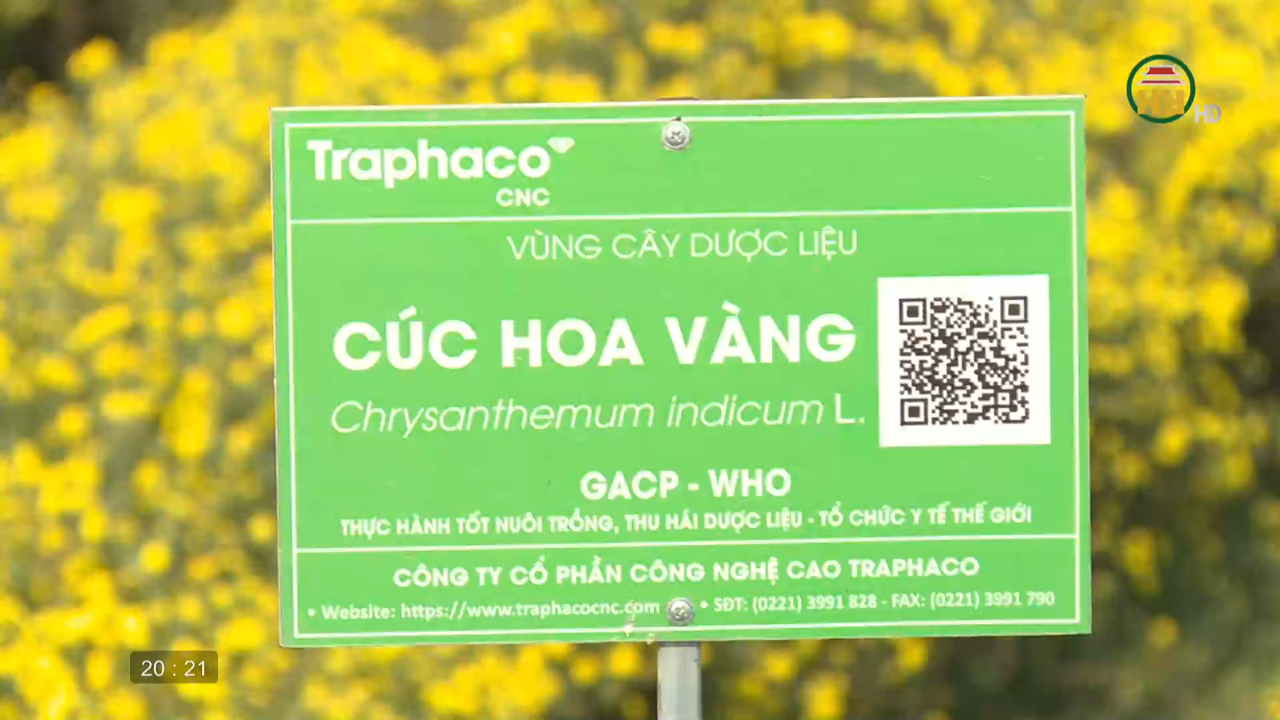 HD
Traphaco
CNC
VÙNG CÂY DƯỢC LIỆU
CÚC HOA VÀNG
Chrysanthemum indicum L.
GACP - WHO
THỰC HÀNH TỐT NUÔI TRỒNG, THU HÁI DƯỢC LIỆU - TỔ CHỨC Y TẾ THẾ GIỚI
CÔNG TY CỔ PHẦN CÔNG NGHỆ CAO TRAPHACO
• Website: https://www.traphacocnc.com • SĐT: (0221) 3991 828 - FAX: (0221) 3991 790
20 : 21